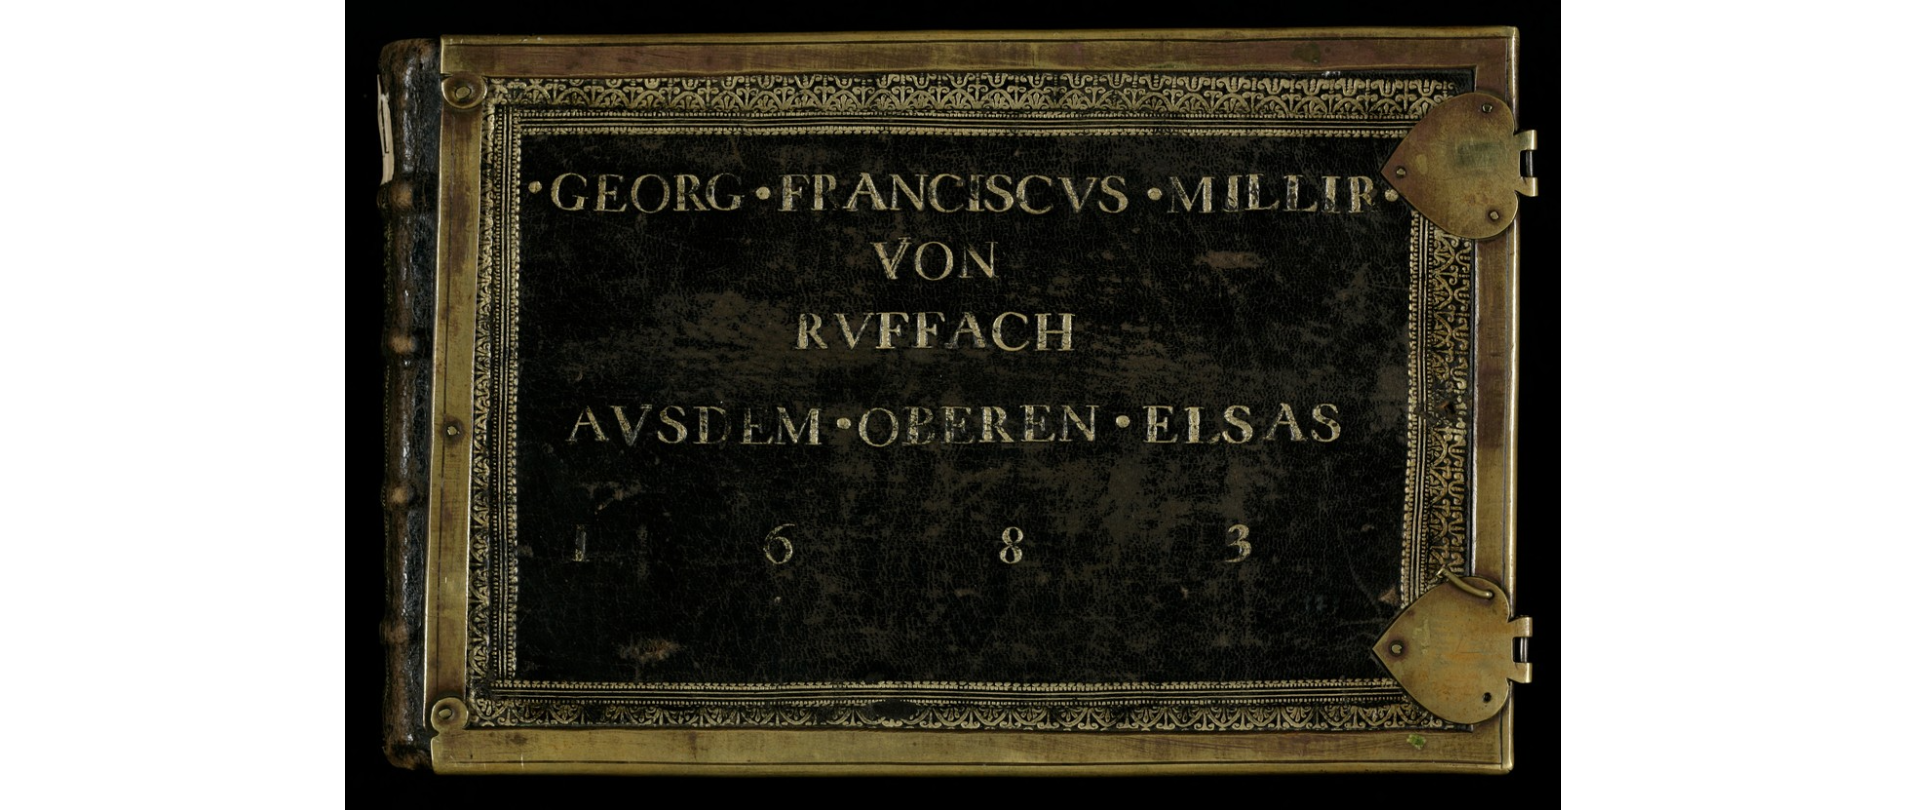 ·GEORG·FRANCISCVS·MILLIR·
VON
RVFFACH
AVSDEM·OBEREN·ELSAS
1 6 8 3